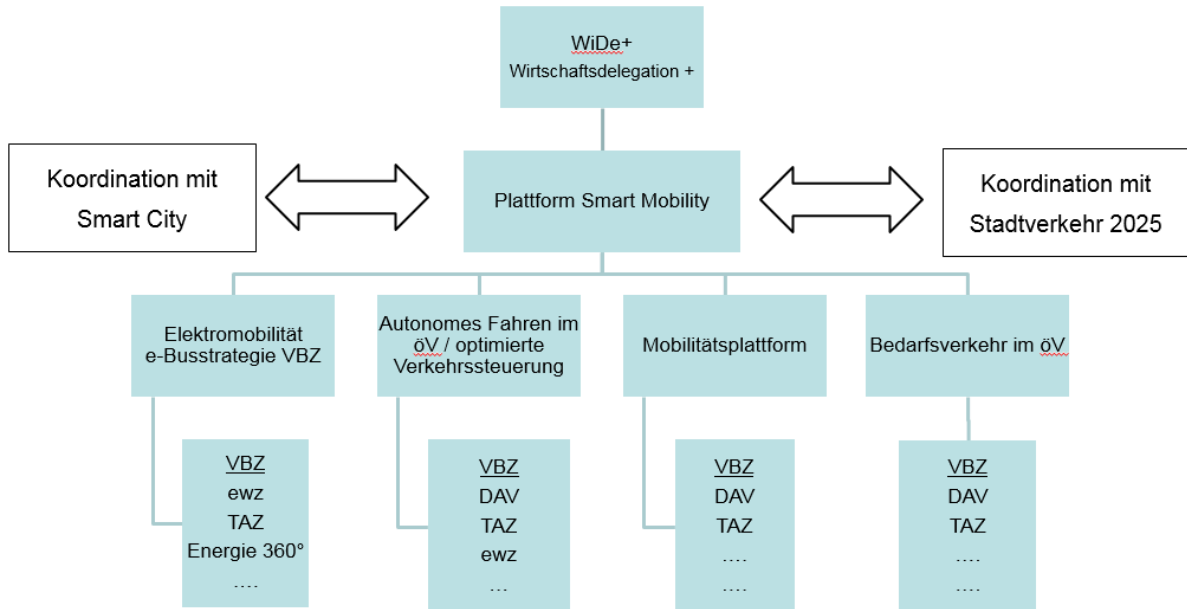 WiDe+
Wirtschaftsdelegation +
Koordination mit
Smart City
Plattform Smart Mobility
Koordination mit
Stadtverkehr 2025
Elektromobilität
e-Busstrategie VBZ
Autonomes Fahren im
öV / optimierte
Verkehrssteuerung
Mobilitätsplattform
Bedarfsverkehr im öV
VBZ
ewz
TAZ
Energie 360°
....
VBZ
DAV
TAZ
ewz
...
VBZ
DAV
TAZ
....
....
VBZ
DAV
TAZ
....
....